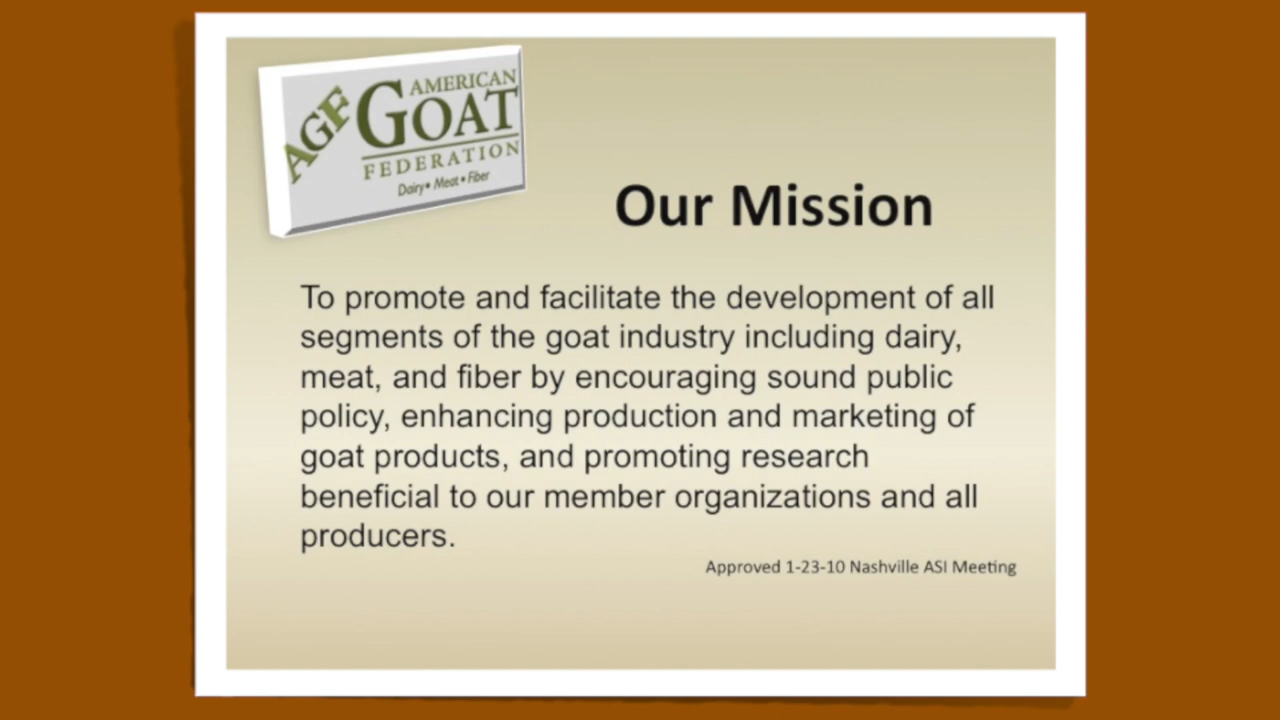 AGF
AMERICAN
GOAT
FEDERATION
Dairy • Meat • Fiber
Our Mission
To promote and facilitate the development of all
segments of the goat industry including dairy,
meat, and fiber by encouraging sound public
policy, enhancing production and marketing of
goat products, and promoting research
beneficial to our member organizations and all
producers.
Approved 1-23-10 Nashville ASI Meeting